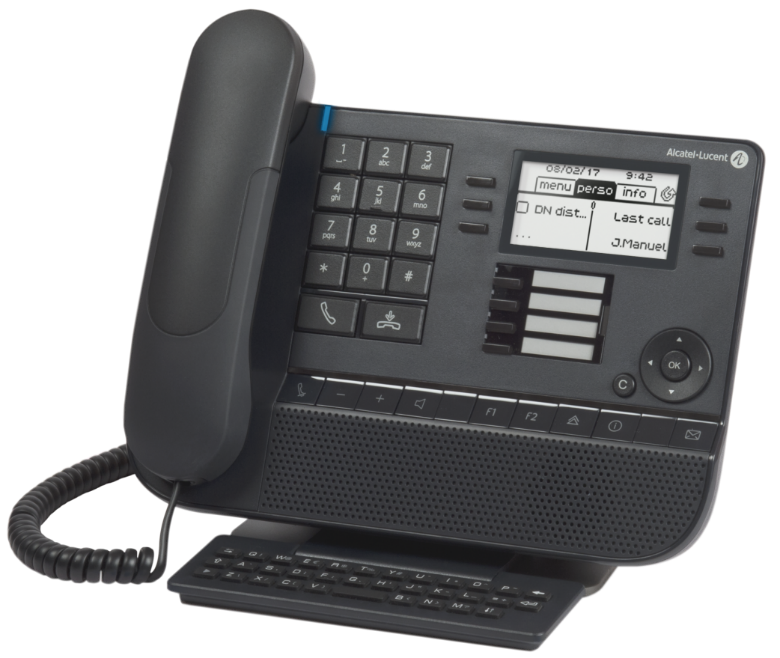 Alcatel-Lucent
08/02/17 9:42
menu perso info
DN dist... Last call
... J.Manuel
1 2 abc 3 def
4 ghi 5 jkl 6 mno
7 pqrs 8 tuv 9 wxyz
* 0 + #
OK
C
- + F1 F2 i
Q W E R T Y U I O P
A S D F G H J K L
Z X C V B N M